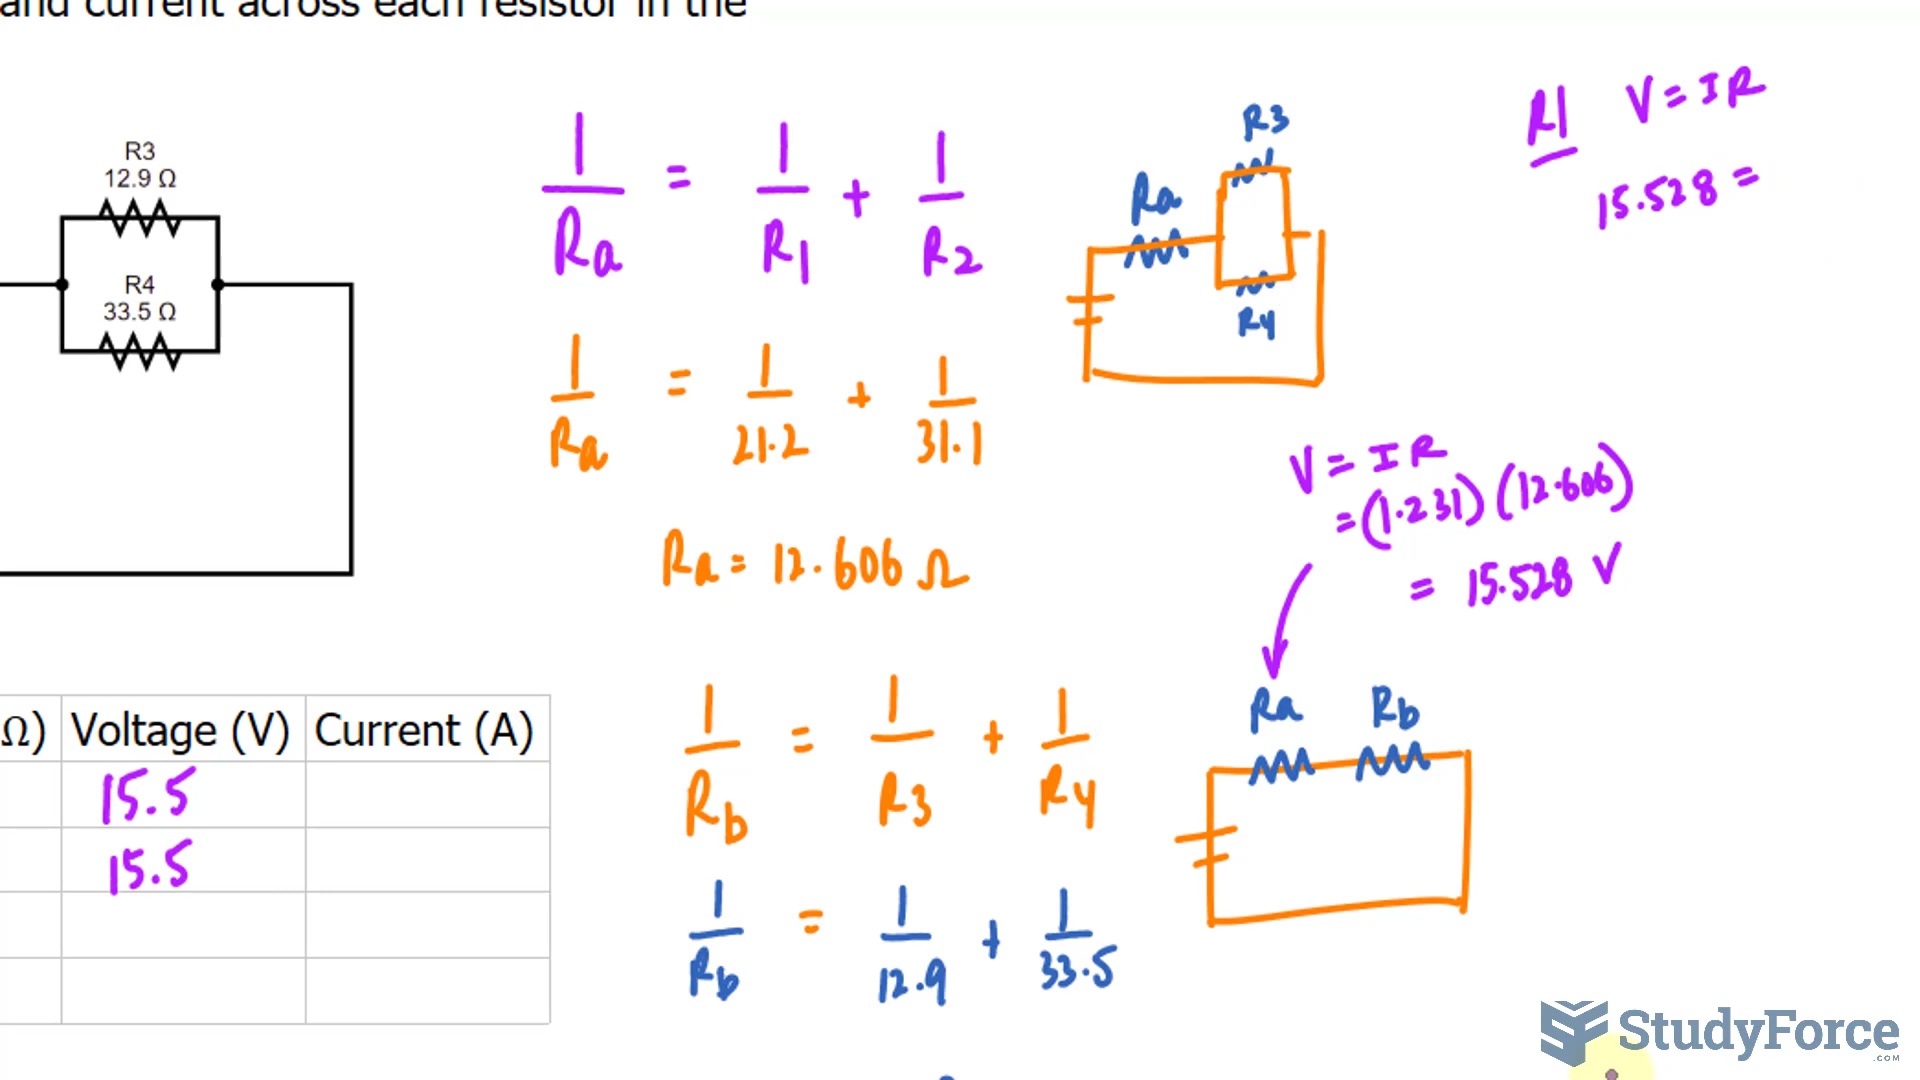 and current across each resistor in the
R3
12.9 Ω
R4
33.5 Ω
1/Ra = 1/R1 + 1/R2
1/Ra = 1/21.2 + 1/31.1
Ra = 12.606 Ω
1/Rb = 1/R3 + 1/R4
1/Rb = 1/12.9 + 1/33.5
R3
Ra
R4
R1 V = IR
15.528 =
V = IR
= (1.231)(12.606)
= 15.528 V
Ra Rb
Ω) Voltage (V) Current (A)
15.5
15.5
StudyForce
.COM